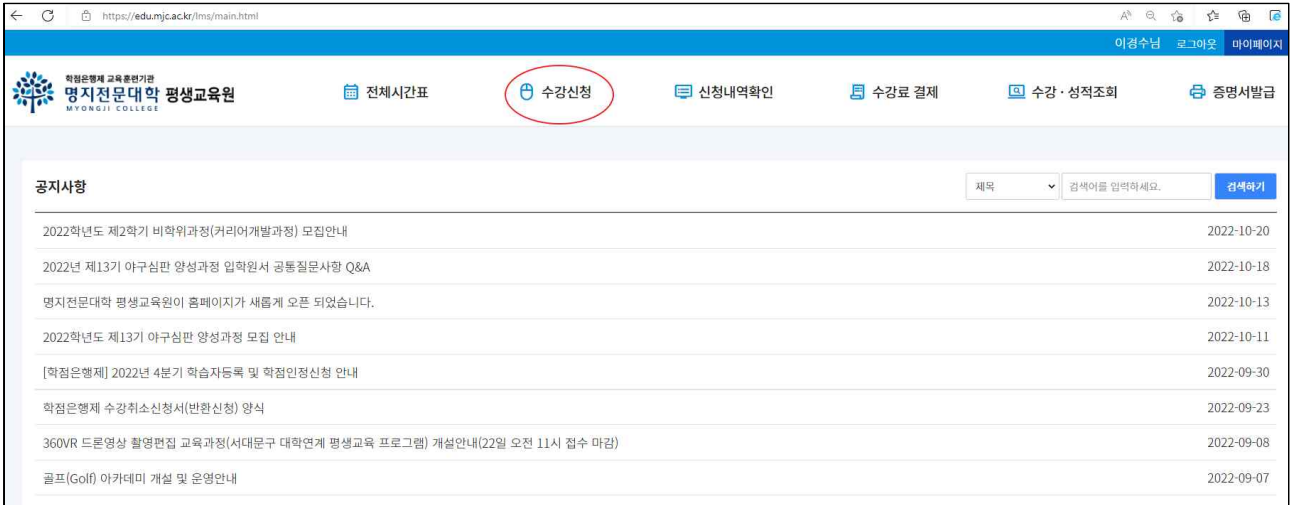 https://edu.mjc.ac.kr/lms/main.html
이경수님 로그아웃 마이페이지
학점은행제 교육훈련기관
명지전문대학 평생교육원
MYONGJI COLLEGE
전체시간표 수강신청 신청내역확인 수강료 결제 수강 · 성적조회 증명서발급
공지사항 제목 검색어를 입력하세요. 검색하기
2022학년도 제2학기 비학위과정(커리어개발과정) 모집안내 2022-10-20
2022년 제13기 야구심판 양성과정 입학원서 공통질문사항 Q&A 2022-10-18
명지전문대학 평생교육원이 홈페이지가 새롭게 오픈 되었습니다. 2022-10-13
2022학년도 제13기 야구심판 양성과정 모집 안내 2022-10-11
[학점은행제] 2022년 4분기 학습자등록 및 학점인정신청 안내 2022-09-30
학점은행제 수강취소신청서(반환신청) 양식 2022-09-23
360VR 드론영상 촬영편집 교육과정(서대문구 대학연계 평생교육 프로그램) 개설안내(22일 오전 11시 접수 마감) 2022-09-08
골프(Golf) 아카데미 개설 및 운영안내 2022-09-07